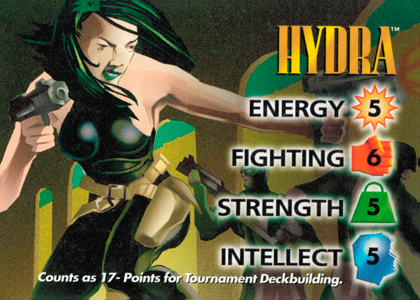 HYDRA™
ENERGY 5
FIGHTING 6
STRENGTH 5
INTELLECT 5
Counts as 17- Points for Tournament Deckbuilding.